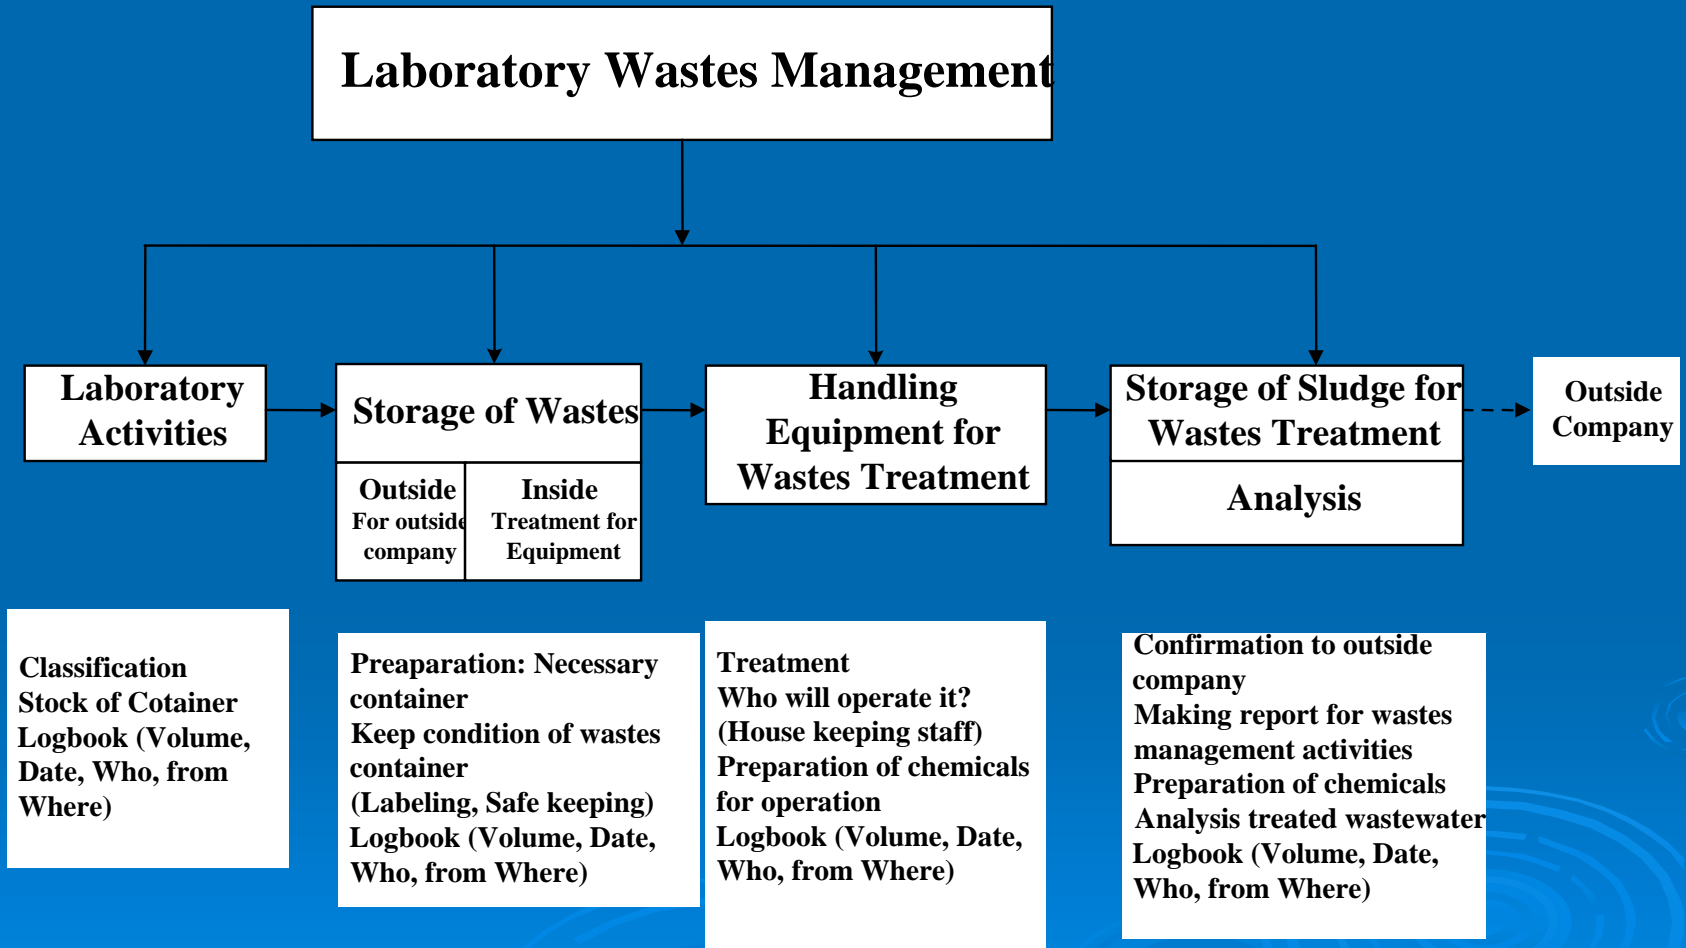 Laboratory Wastes Management
Laboratory
Activities
Storage of Wastes
Outside
For outside
company
Inside
Treatment for
Equipment
Handling
Equipment for
Wastes Treatment
Storage of Sludge for
Wastes Treatment
Analysis
Outside
Company
Classification
Stock of Cotainer
Logbook (Volume,
Date, Who, from
Where)
Preaparation: Necessary
container
Keep condition of wastes
container
(Labeling, Safe keeping)
Logbook (Volume, Date,
Who, from Where)
Treatment
Who will operate it?
(House keeping staff)
Preparation of chemicals
for operation
Logbook (Volume, Date,
Who, from Where)
Confirmation to outside
company
Making report for wastes
management activities
Preparation of chemicals
Analysis treated wastewater
Logbook (Volume, Date,
Who, from Where)